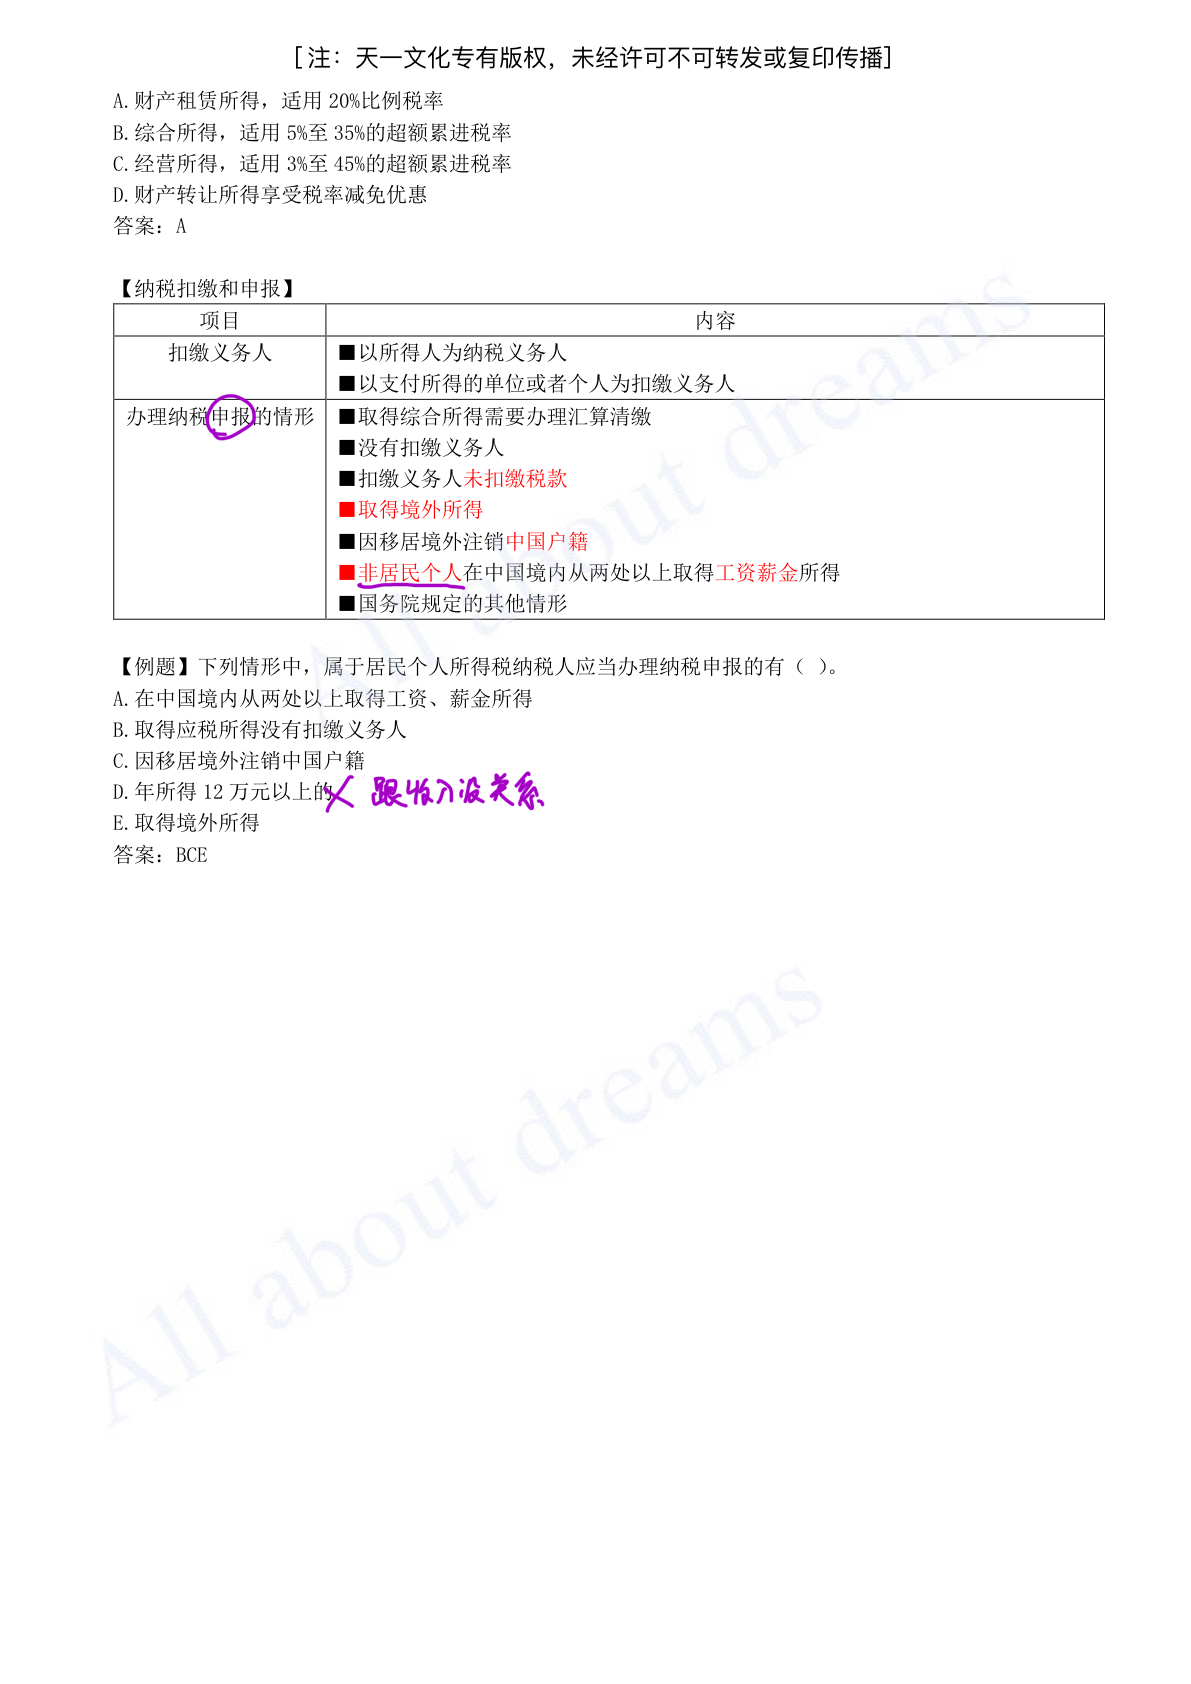 [注：天一文化专有版权，未经许可不可转发或复印传播]
A.财产租赁所得，适用 20%比例税率
B.综合所得，适用 5%至 35%的超额累进税率
C.经营所得，适用 3%至 45%的超额累进税率
D.财产转让所得享受税率减免优惠
答案：A
【纳税扣缴和申报】
项目 内容
扣缴义务人 ■以所得人为纳税义务人
■以支付所得的单位或者个人为扣缴义务人
办理纳税申报的情形 ■取得综合所得需要办理汇算清缴
■没有扣缴义务人
■扣缴义务人未扣缴税款
■取得境外所得
■因移居境外注销中国户籍
■非居民个人在中国境内从两处以上取得工资薪金所得
■国务院规定的其他情形
【例题】下列情形中，属于居民个人所得税纳税人应当办理纳税申报的有（ ）。
A.在中国境内从两处以上取得工资、薪金所得
B.取得应税所得没有扣缴义务人
C.因移居境外注销中国户籍
D.年所得 12 万元以上的 跟收入没关系
E.取得境外所得
答案：BCE
All about dreams
All about dreams